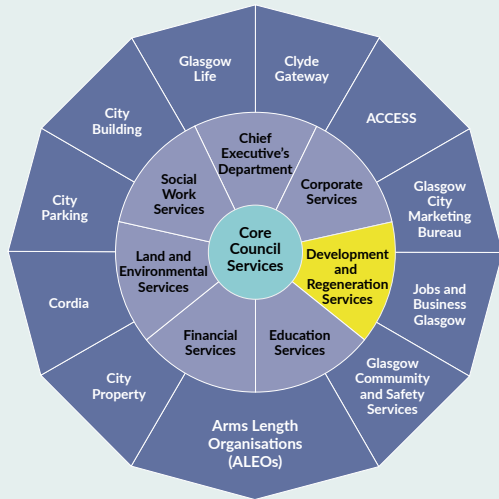 Glasgow
Life
Clyde
Gateway
ACCESS
Glasgow
City
Marketing
Bureau
Jobs and
Business
Glasgow
Glasgow
Community
and Safety
Services
Arms Length
Organisations
(ALEOs)
City
Property
Cordia
City
Parking
City
Building
Chief
Executive's
Department
Corporate
Services
Development
and
Regeneration
Services
Education
Services
Financial
Services
Land and
Environmental
Services
Social
Work
Services
Core
Council
Services